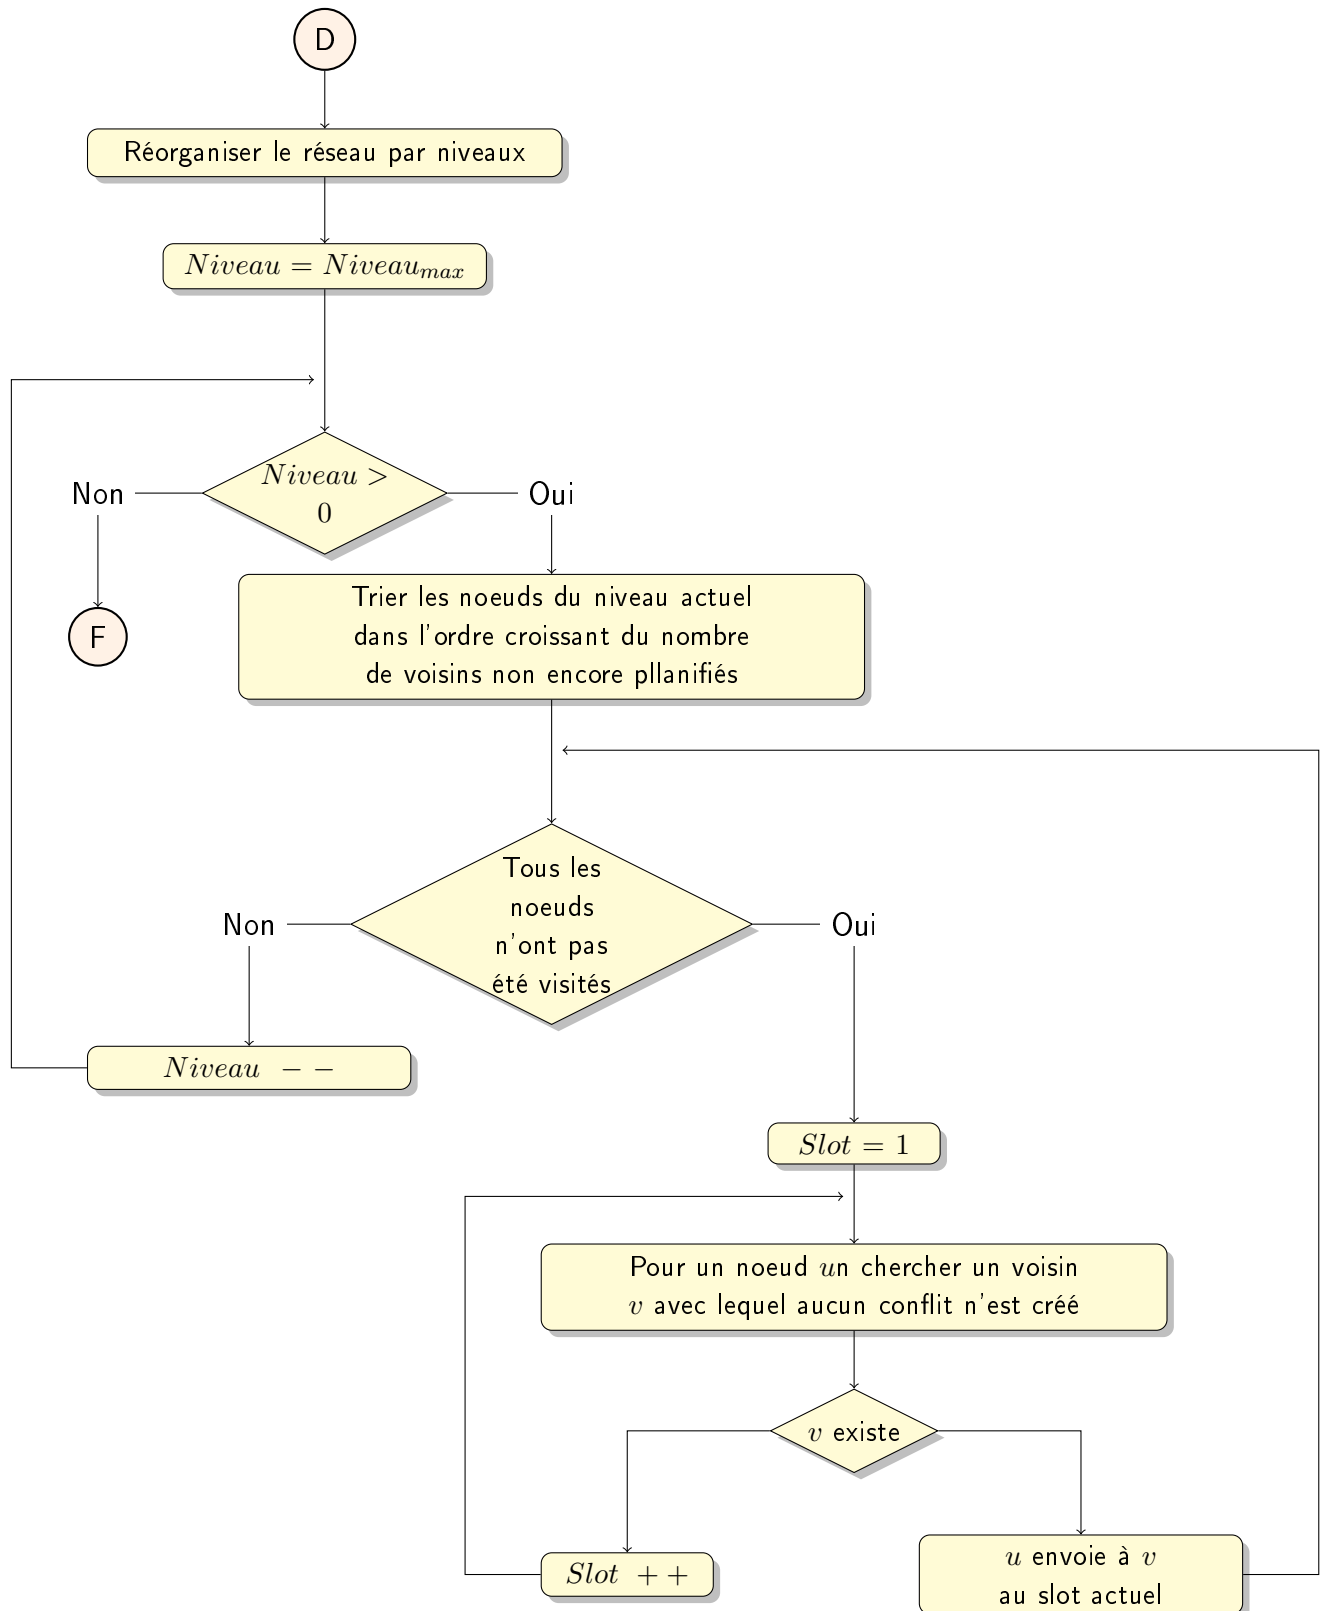 D
Réorganiser le réseau par niveaux
Niveau = Niveau_max
Niveau >
0
Non
Oui
F
Trier les noeuds du niveau actuel
dans l'ordre croissant du nombre
de voisins non encore pllanifiés
Tous les
noeuds
n'ont pas
été visités
Non
Oui
Niveau - -
Slot = 1
Pour un noeud un chercher un voisin
v avec lequel aucun conflit n'est créé
v existe
Slot + +
u envoie à v
au slot actuel